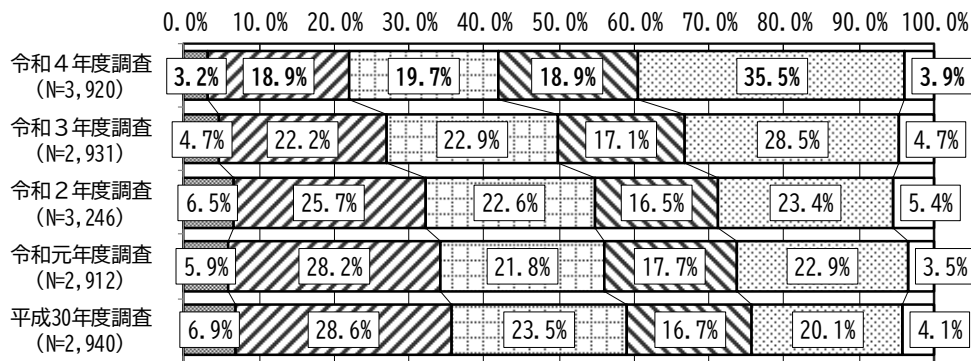 0.0% 10.0% 20.0% 30.0% 40.0% 50.0% 60.0% 70.0% 80.0% 90.0% 100.0%
令和４年度調査
(N=3,920)
3.2% 18.9% 19.7% 18.9% 35.5% 3.9%
令和３年度調査
(N=2,931)
4.7% 22.2% 22.9% 17.1% 28.5% 4.7%
令和２年度調査
(N=3,246)
6.5% 25.7% 22.6% 16.5% 23.4% 5.4%
令和元年度調査
(N=2,912)
5.9% 28.2% 21.8% 17.7% 22.9% 3.5%
平成30年度調査
(N=2,940)
6.9% 28.6% 23.5% 16.7% 20.1% 4.1%